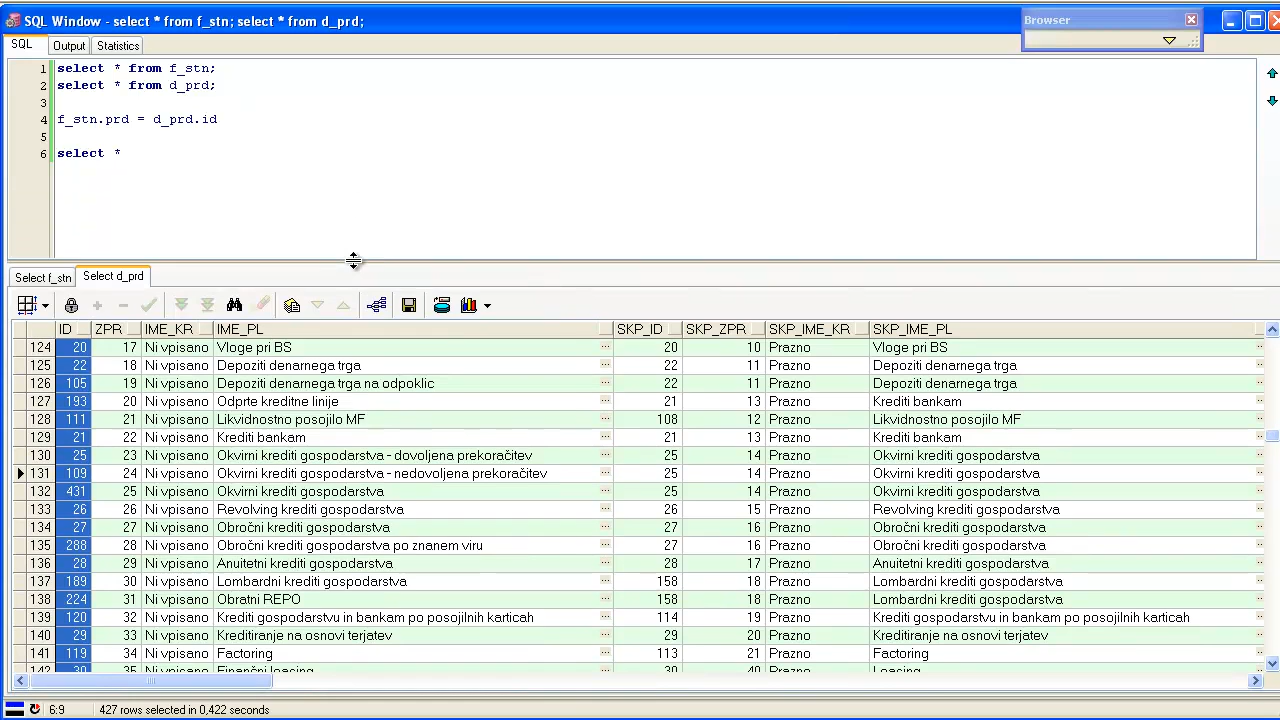 SQL Window - select * from f_stn; select * from d_prd;
Browser
SQL Output Statistics
1 select * from f_stn;
2 select * from d_prd;
3
4 f_stn.prd = d_prd.id
5
6 select *
Select f_stn Select d_prd
ID ZPR IME_KR IME_PL SKP_ID SKP_ZPR SKP_IME_KR SKP_IME_PL
124 20 17 Ni vpisano Vloge pri BS ... 20 10 Prazno Vloge pri BS
125 22 18 Ni vpisano Depoziti denarnega trga ... 22 11 Prazno Depoziti denarnega trga
126 105 19 Ni vpisano Depoziti denarnega trga na odpoklic ... 22 11 Prazno Depoziti denarnega trga
127 193 20 Ni vpisano Odprte kreditne linije ... 21 13 Prazno Krediti bankam
128 111 21 Ni vpisano Likvidnostno posojilo MF ... 108 12 Prazno Likvidnostno posojilo MF
129 21 22 Ni vpisano Krediti bankam ... 21 13 Prazno Krediti bankam
130 25 23 Ni vpisano Okvirni krediti gospodarstva - dovoljena prekoračitev ... 25 14 Prazno Okvirni krediti gospodarstva
131 109 24 Ni vpisano Okvirni krediti gospodarstva - nedovoljena prekoračitev ... 25 14 Prazno Okvirni krediti gospodarstva
132 431 25 Ni vpisano Okvirni krediti gospodarstva ... 25 14 Prazno Okvirni krediti gospodarstva
133 26 26 Ni vpisano Revolving krediti gospodarstva ... 26 15 Prazno Revolving krediti gospodarstva
134 27 27 Ni vpisano Obročni krediti gospodarstva ... 27 16 Prazno Obročni krediti gospodarstva
135 288 28 Ni vpisano Obročni krediti gospodarstva po znanem viru ... 27 16 Prazno Obročni krediti gospodarstva
136 28 29 Ni vpisano Anuitetni krediti gospodarstva ... 28 17 Prazno Anuitetni krediti gospodarstva
137 189 30 Ni vpisano Lombardni krediti gospodarstva ... 158 18 Prazno Lombardni krediti gospodarstva
138 224 31 Ni vpisano Obratni REPO ... 158 18 Prazno Lombardni krediti gospodarstva
139 120 32 Ni vpisano Krediti gospodarstvu in bankam po posojilnih karticah ... 114 19 Prazno Krediti gospodarstvu in bankam po posojilnih karticah
140 29 33 Ni vpisano Kreditiranje na osnovi terjatev ... 29 20 Prazno Kreditiranje na osnovi terjatev
141 119 34 Ni vpisano Factoring ... 113 21 Prazno Factoring
142 30 35 Ni vpisano Finančni leasing ... 30 40 Prazno Leasing
6:9 427 rows selected in 0,422 seconds